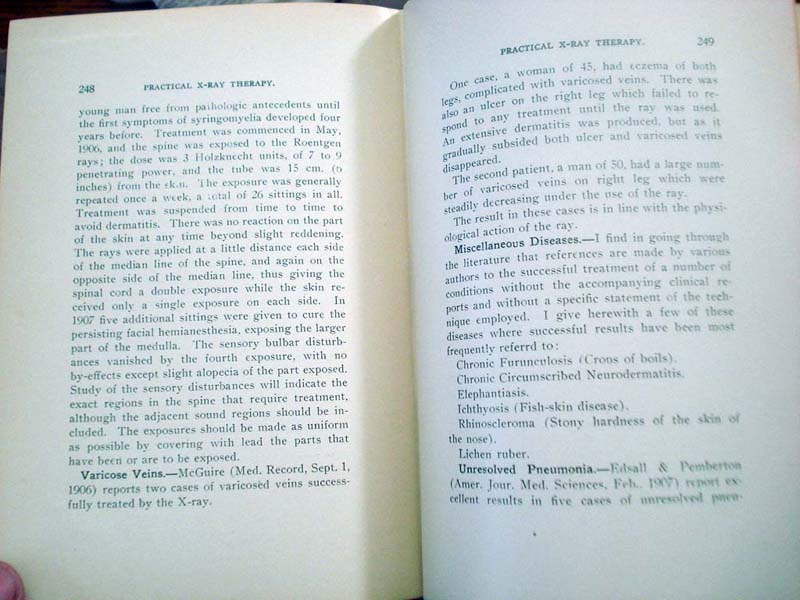 248 PRACTICAL X-RAY THERAPY.
young man free from pathologic antecedents until
the first symptoms of syringomyelia developed four
years before. Treatment was commenced in May,
1906, and the spine was exposed to the Roentgen
rays; the dose was 3 Holzknecht units, of 7 to 9
penetrating power, and the tube was 15 cm. (6
inches) from the skin. The exposure was generally
repeated once a week, a total of 26 sittings in all.
Treatment was suspended from time to time to
avoid dermatitis. There was no reaction on the part
of the skin at any time beyond slight reddening.
The rays were applied at a little distance each side
of the median line of the spine, and again on the
opposite side of the median line, thus giving the
spinal cord a double exposure while the skin re-
ceived only a single exposure on each side. In
1907 five additional sittings were given to cure the
persisting facial hemianesthesia, exposing the larger
part of the medulla. The sensory bulbar disturb-
ances vanished by the fourth exposure, with no
by-effects except slight alopecia of the part exposed.
Study of the sensory disturbances will indicate the
exact regions in the spine that require treatment,
although the adjacent sound regions should be in-
cluded. The exposures should be made as uniform
as possible by covering with lead the parts that
have been or are to be exposed.
Varicose Veins.—McGuire (Med. Record, Sept. 1,
1906) reports two cases of varicosed veins success-
fully treated by the X-ray.
PRACTICAL X-RAY THERAPY. 249
One case, a woman of 45, had eczema of both
legs, complicated with varicosed veins. There was
also an ulcer on the right leg which failed to re-
spond to any treatment until the ray was used.
An extensive dermatitis was produced, but as it
gradually subsided both ulcer and varicosed veins
disappeared.
The second patient, a man of 50, had a large num-
ber of varicosed veins on right leg which were
steadily decreasing under the use of the ray.
The result in these cases is in line with the physi-
ological action of the ray.
Miscellaneous Diseases.—I find in going through
the literature that references are made by various
authors to the successful treatment of a number of
conditions without the accompanying clinical re-
ports and without a specific statement of the tech-
nique employed. I give herewith a few of these
diseases where successful results have been most
frequently referrd to:
Chronic Furunculosis (Crops of boils).
Chronic Circumscribed Neurodermatitis.
Elephantiasis.
Ichthyosis (Fish-skin disease).
Rhinoscleroma (Stony hardness of the skin of
the nose).
Lichen ruber.
Unresolved Pneumonia.—Edsall & Pemberton
(Amer. Jour. Med. Sciences, Feb., 1907) report ex-
cellent results in five cases of unresolved pneu-